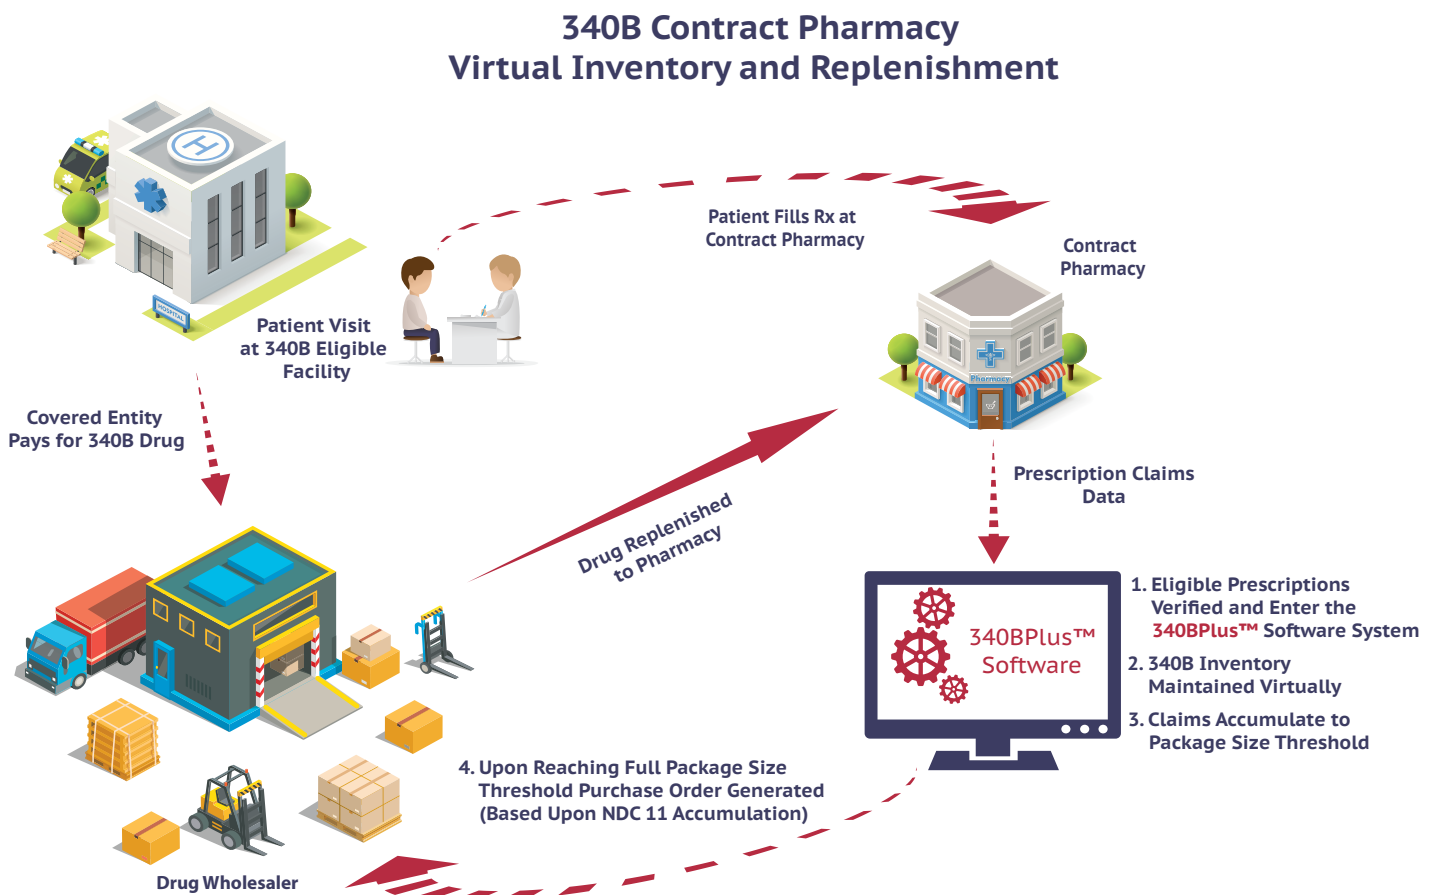 340B Contract Pharmacy
Virtual Inventory and Replenishment
HOSPITAL
H
Patient Visit
at 340B Eligible
Facility
Patient Fills Rx at
Contract Pharmacy
Contract
Pharmacy
Pharmacy
Covered Entity
Pays for 340B Drug
Drug Replenished
to Pharmacy
Prescription Claims
Data
340BPlus™
Software
1. Eligible Prescriptions
Verified and Enter the
340BPlus™ Software System
2. 340B Inventory
Maintained Virtually
3. Claims Accumulate to
Package Size Threshold
4. Upon Reaching Full Package Size
Threshold Purchase Order Generated
(Based Upon NDC 11 Accumulation)
Drug Wholesaler